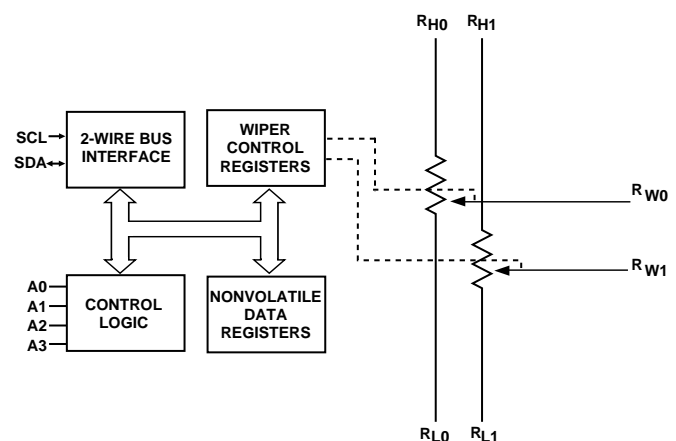 RH0 RH1
SCL
SDA
2-WIRE BUS
INTERFACE
WIPER
CONTROL
REGISTERS
RW0
RW1
A0
A1
A2
A3
CONTROL
LOGIC
NONVOLATILE
DATA
REGISTERS
RL0 RL1